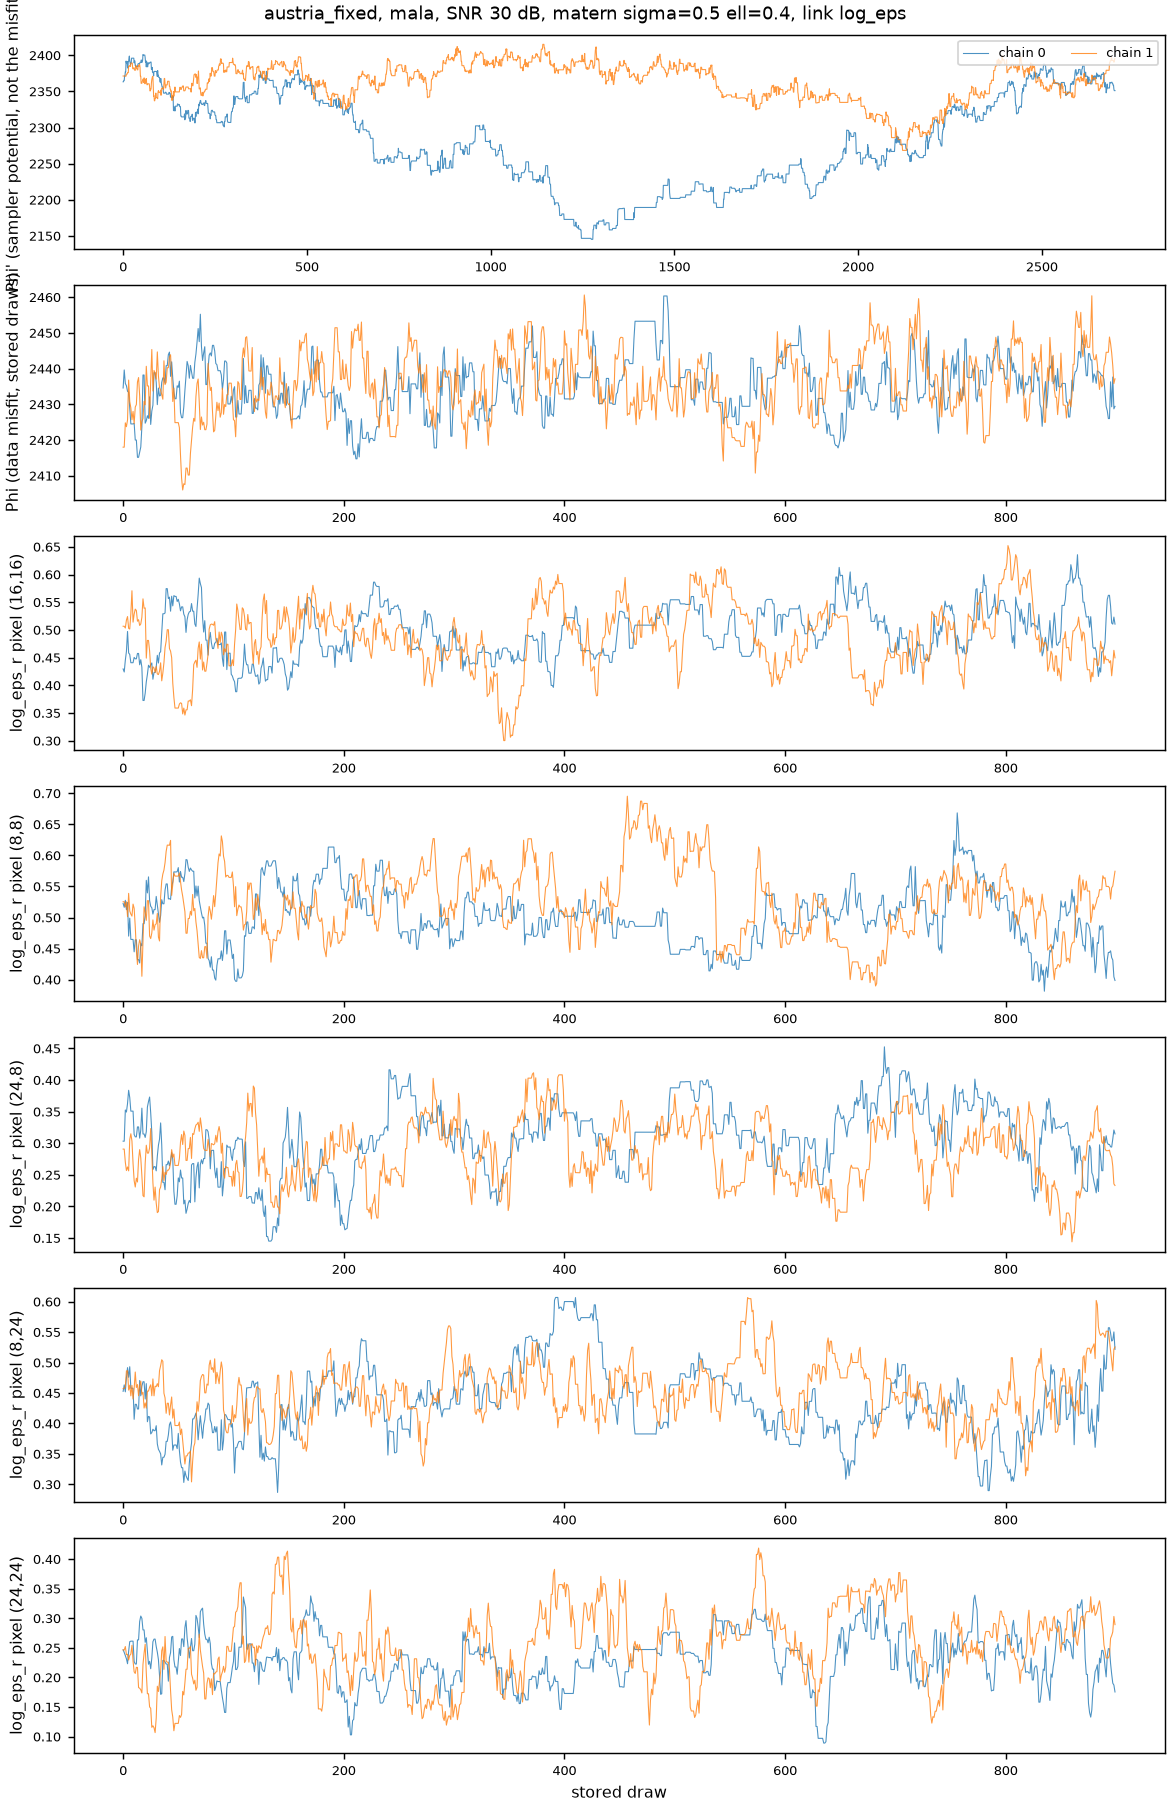 austria_fixed, mala, SNR 30 dB, matern sigma=0.5 ell=0.4, link log_eps
(sampler potential, not the misfit
chain 0
chain 1
2400
2350
2300
2250
2200
2150
0 500 1000 1500 2000 2500
Phi (data misfit, stored draws)
2460
2450
2440
2430
2420
2410
0 200 400 600 800
log_eps_r pixel (16,16)
0.65
0.60
0.55
0.50
0.45
0.40
0.35
0.30
0 200 400 600 800
log_eps_r pixel (8,8)
0.70
0.65
0.60
0.55
0.50
0.45
0.40
0 200 400 600 800
log_eps_r pixel (24,8)
0.45
0.40
0.35
0.30
0.25
0.20
0.15
0 200 400 600 800
log_eps_r pixel (8,24)
0.60
0.55
0.50
0.45
0.40
0.35
0.30
0 200 400 600 800
log_eps_r pixel (24,24)
0.40
0.35
0.30
0.25
0.20
0.15
0.10
0 200 400 600 800
stored draw